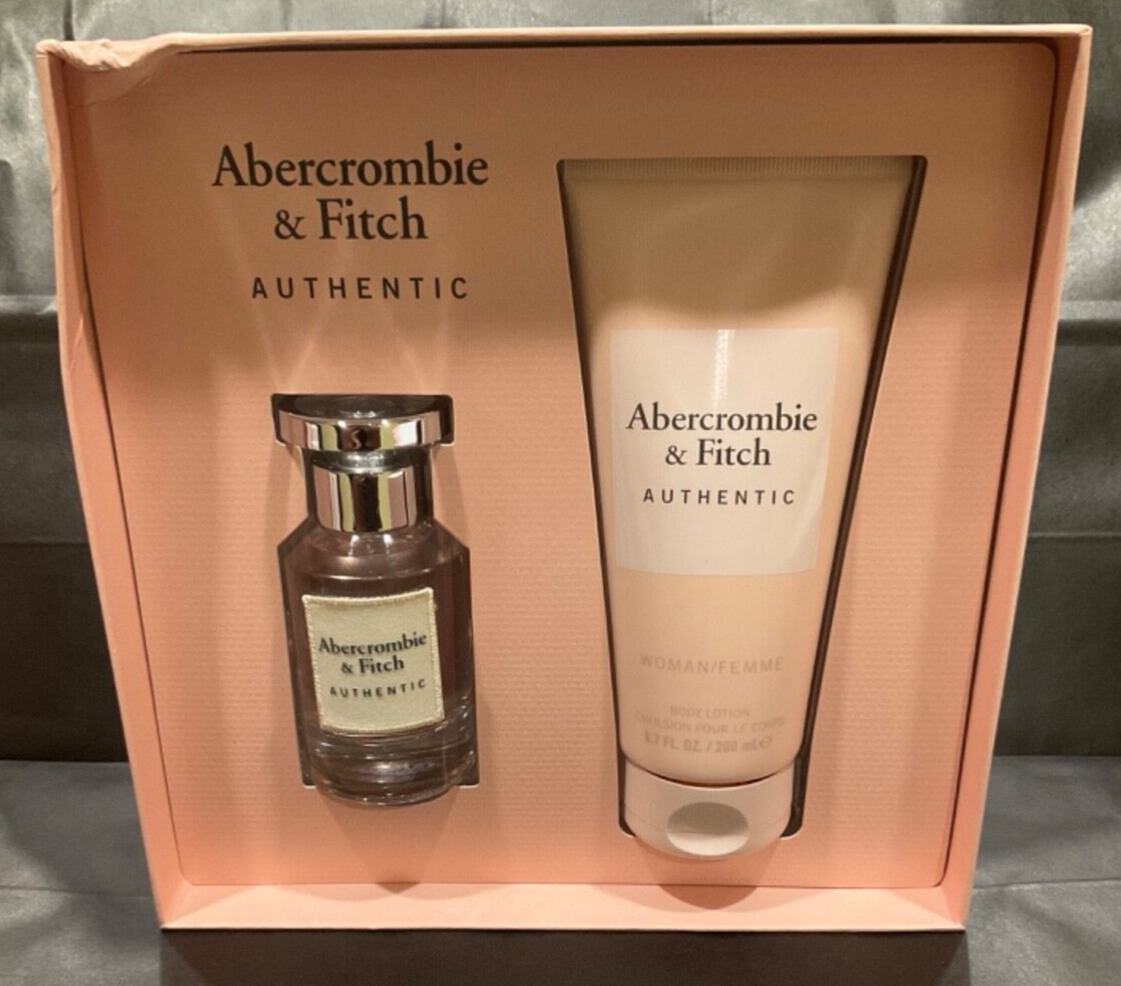 Abercrombie
& Fitch
AUTHENTIC
Abercrombie
& Fitch
AUTHENTIC
WOMAN/FEMME
BODY LOTION
EMULSION POUR LE CORPS
6.7 FL. OZ. / 200 mL e
Abercrombie
& Fitch
AUTHENTIC